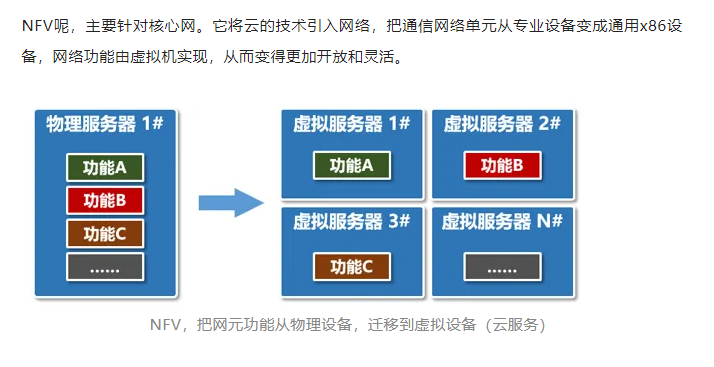 NFV呢，主要针对核心网。它将云的技术引入网络，把通信网络单元从专业设备变成通用x86设
备，网络功能由虚拟机实现，从而变得更加开放和灵活。
物理服务器 1#
功能A
功能B
功能C
......
虚拟服务器 1#
功能A
虚拟服务器 2#
功能B
虚拟服务器 3#
功能C
虚拟服务器 N#
......
NFV，把网元功能从物理设备，迁移到虚拟设备（云服务）